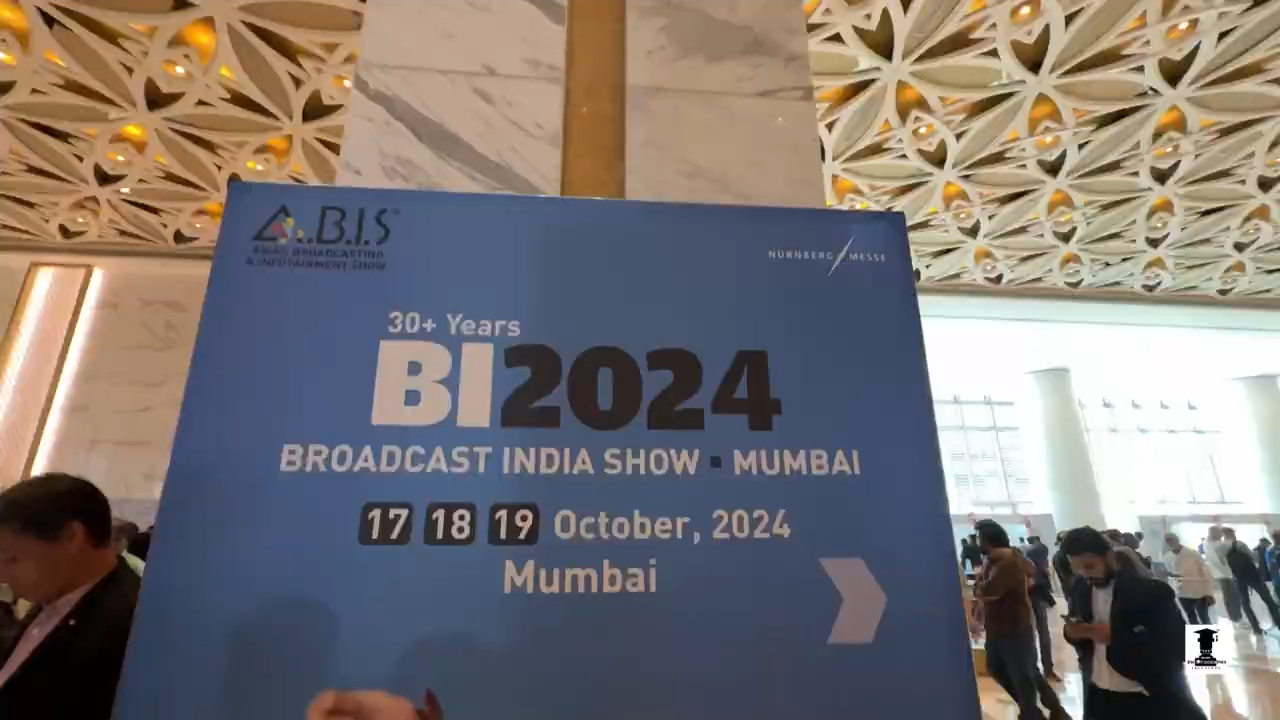 A.B.I.S
ASIAN BROADCASTING
& INFOTAINMENT SHOW
NÜRNBERG MESSE
30+ Years
BI2024
BROADCAST INDIA SHOW ▪ MUMBAI
17 18 19 October, 2024
Mumbai
PHOTOGRAPHY